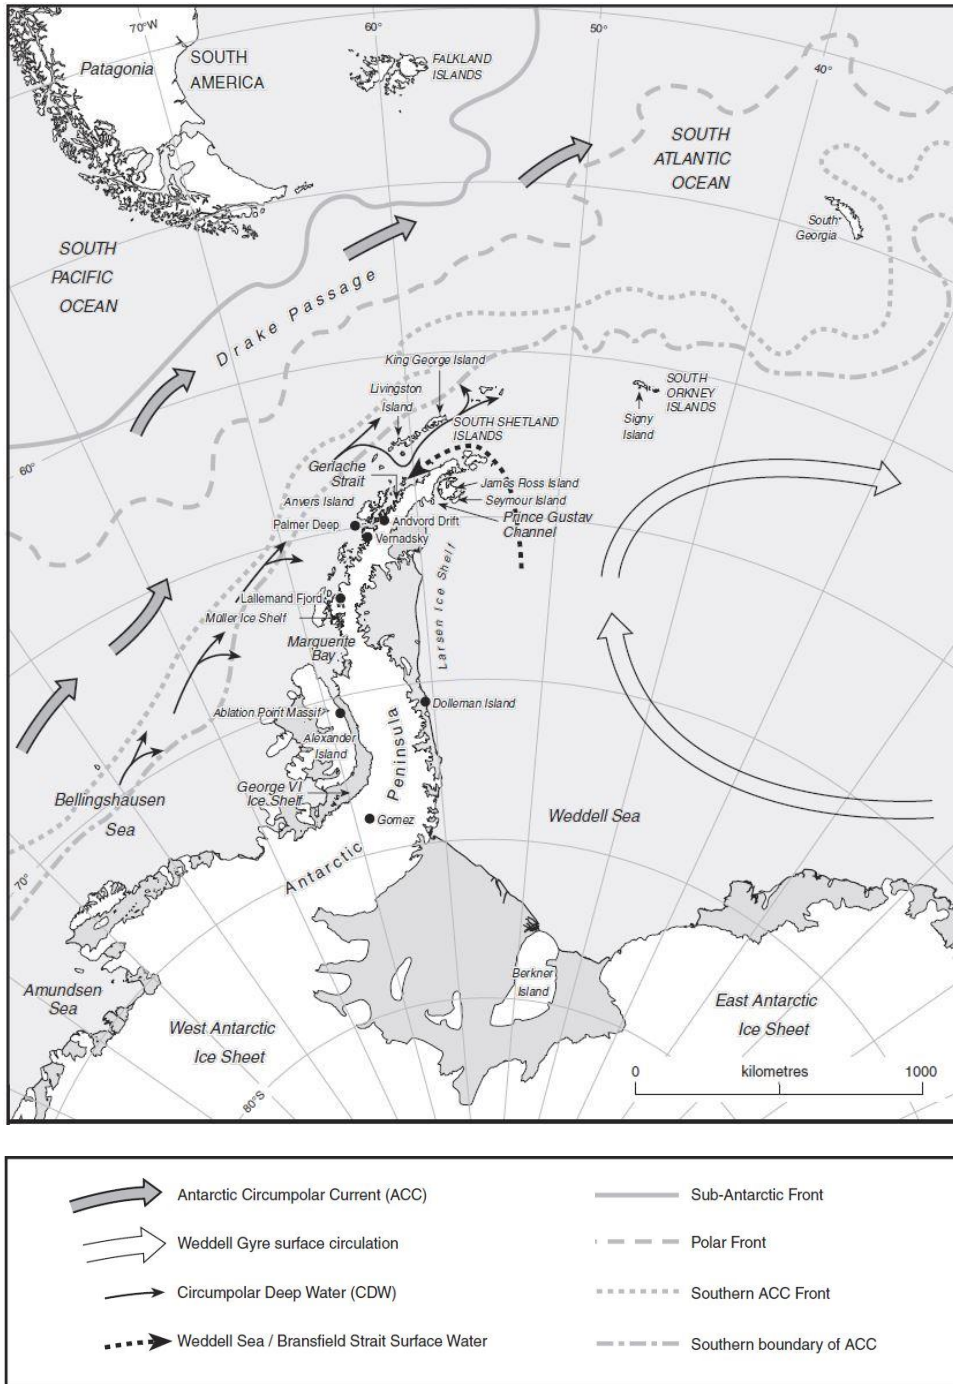 70°W
60°
50°
40°
Patagonia
SOUTH
AMERICA
FALKLAND
ISLANDS
SOUTH
ATLANTIC
OCEAN
South
Georgia
SOUTH
PACIFIC
OCEAN
Drake Passage
King George Island
Livingston
Island
SOUTH SHETLAND
ISLANDS
SOUTH
ORKNEY
ISLANDS
Signy
Island
60°
Gerlache
Strait
James Ross Island
Seymour Island
Anvers Island
Prince Gustav
Channel
Palmer Deep
Andvord Drift
Vernadsky
Larsen Ice Shelf
Lallemand Fjord
Müller Ice Shelf
Marguerite
Bay
Dolleman Island
Ablation Point Massif
Alexander
Island
Peninsula
George VI
Ice Shelf
Bellingshausen
Sea
Gomez
Weddell Sea
Antarctic
70°
Amundsen
Sea
Berkner
Island
West Antarctic
Ice Sheet
East Antarctic
Ice Sheet
80°S
0 kilometres 1000
Antarctic Circumpolar Current (ACC)
Sub-Antarctic Front
Weddell Gyre surface circulation
Polar Front
Circumpolar Deep Water (CDW)
Southern ACC Front
Weddell Sea / Bransfield Strait Surface Water
Southern boundary of ACC